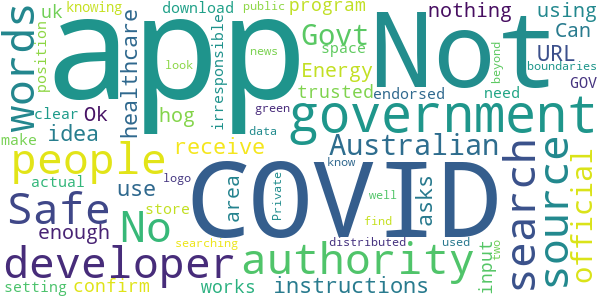 uk knowing download public program nothing using
words position Ok clear make healthcare irresponsible app Govt space news Energy trusted look Not Can URL boundaries GOV
hog green endorsed need beyond
idea enough people receive government
actual use data Australian search source official
Safe No store logo area Private know well asks
developer authority find
searching distributed used input two
setting confirm works instructions
COVID